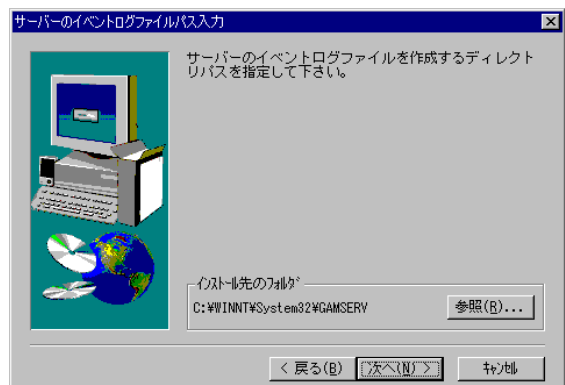 サーバーのイベントログファイルパス入力
サーバーのイベントログファイルを作成するディレクト
リパスを指定して下さい。
インストール先のフォルダ
C:¥WINNT¥System32¥GAMSERV
参照(R)...
< 戻る(B)
次へ(N) >
キャンセル